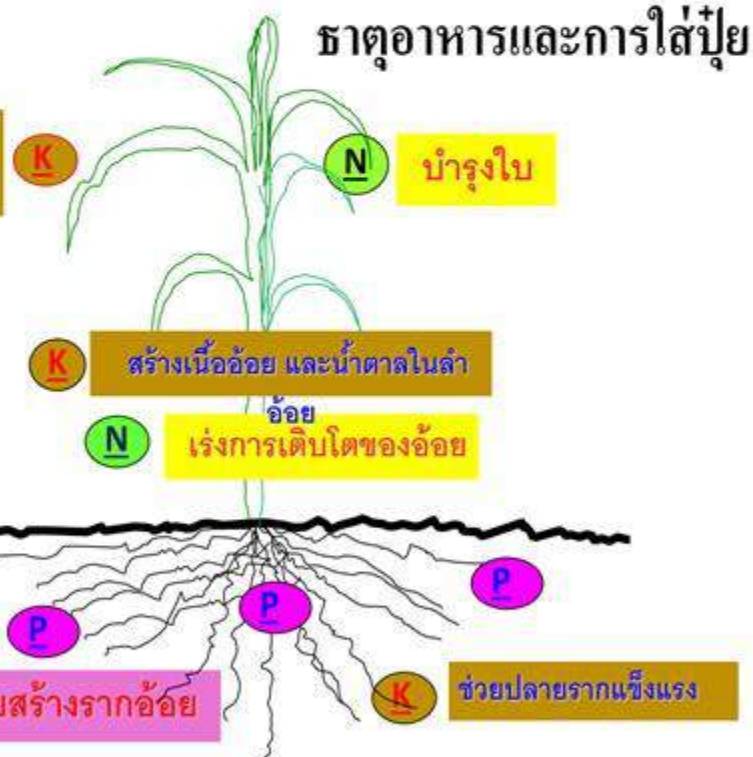 ธาตุอาหารและการใส่ปุ๋ย
K
N บำรุงใบ
K สร้างเนื้ออ้อย และน้ำตาลในลำ
อ้อย
N เร่งการเติบโตของอ้อย
P
P
P
สร้างรากอ้อย
K ช่วยปลายรากแข็งแรง